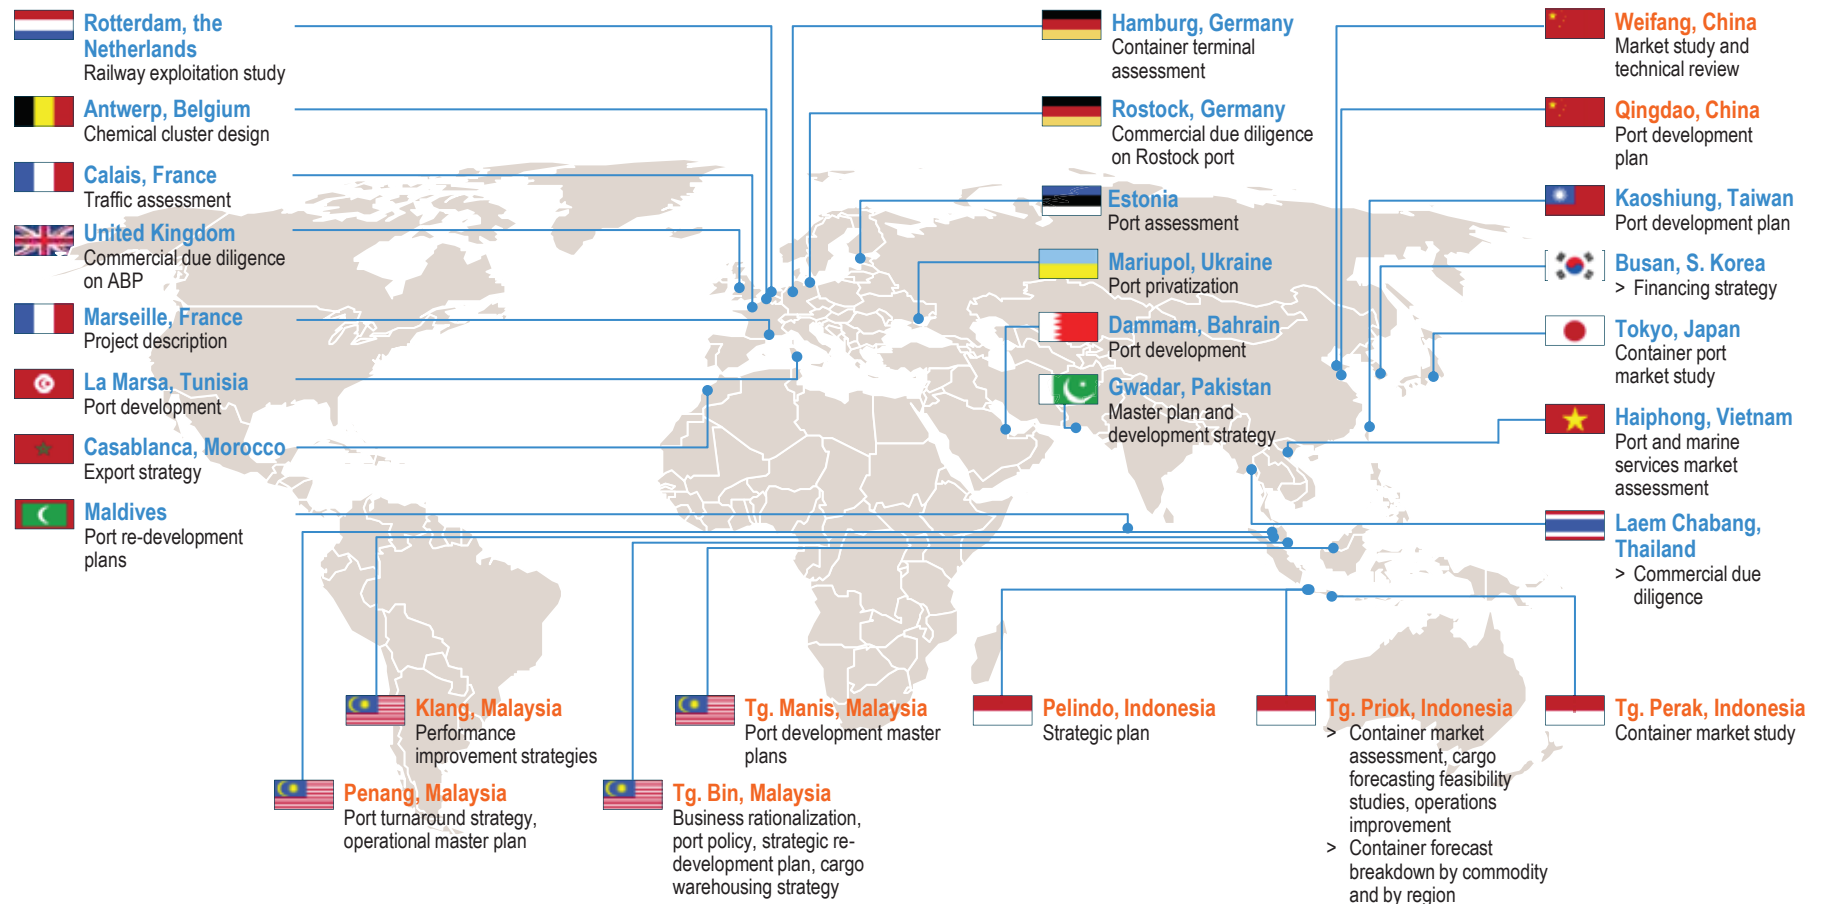 Rotterdam, the
Netherlands
Railway exploitation study
Antwerp, Belgium
Chemical cluster design
Calais, France
Traffic assessment
United Kingdom
Commercial due diligence
on ABP
Marseille, France
Project description
La Marsa, Tunisia
Port development
Casablanca, Morocco
Export strategy
Maldives
Port re-development
plans
Hamburg, Germany
Container terminal
assessment
Rostock, Germany
Commercial due diligence
on Rostock port
Estonia
Port assessment
Mariupol, Ukraine
Port privatization
Dammam, Bahrain
Port development
Gwadar, Pakistan
Master plan and
development strategy
Weifang, China
Market study and
technical review
Qingdao, China
Port development
plan
Kaoshiung, Taiwan
Port development plan
Busan, S. Korea
> Financing strategy
Tokyo, Japan
Container port
market study
Haiphong, Vietnam
Port and marine
services market
assessment
Laem Chabang,
Thailand
> Commercial due
diligence
Klang, Malaysia
Performance
improvement strategies
Tg. Manis, Malaysia
Port development master
plans
Pelindo, Indonesia
Strategic plan
Tg. Priok, Indonesia
> Container market
assessment, cargo
forecasting feasibility
studies, operations
improvement
> Container forecast
breakdown by commodity
and by region
Tg. Perak, Indonesia
Container market study
Penang, Malaysia
Port turnaround strategy,
operational master plan
Tg. Bin, Malaysia
Business rationalization,
port policy, strategic re-
development plan, cargo
warehousing strategy